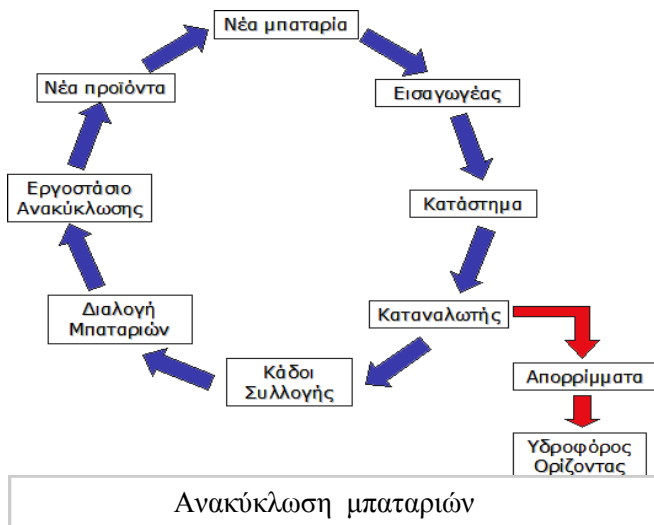 Νέα μπαταρία
Εισαγωγέας
Κατάστημα
Καταναλωτής
Απορρίμματα
Υδροφόρος
Ορίζοντας
Κάδοι
Συλλογής
Διαλογή
Μπαταριών
Εργοστάσιο
Ανακύκλωσης
Νέα προϊόντα
Ανακύκλωση μπαταριών